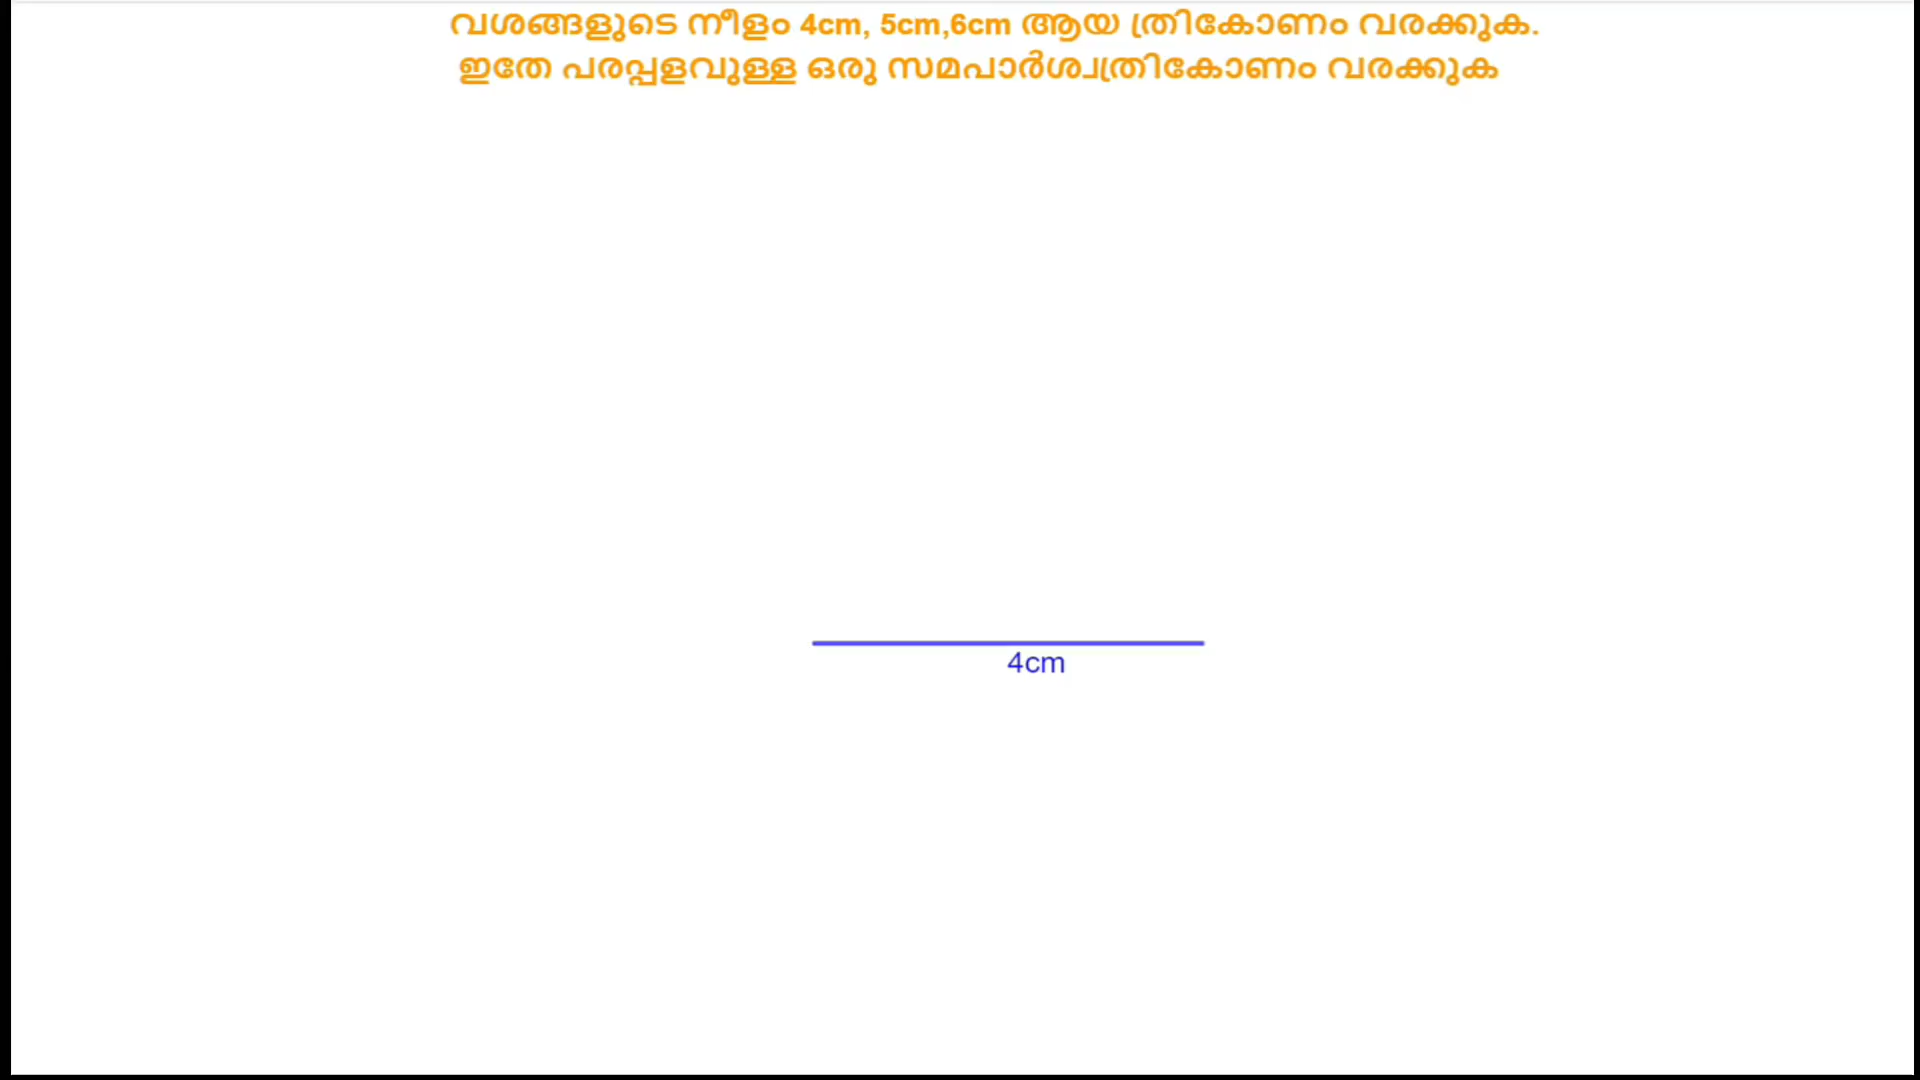 വശങ്ങളുടെ നീളം 4cm, 5cm,6cm ആയ ത്രികോണം വരക്കുക.
ഇതേ പരപ്പളവുള്ള ഒരു സമപാർശ്വത്രികോണം വരക്കുക
4cm